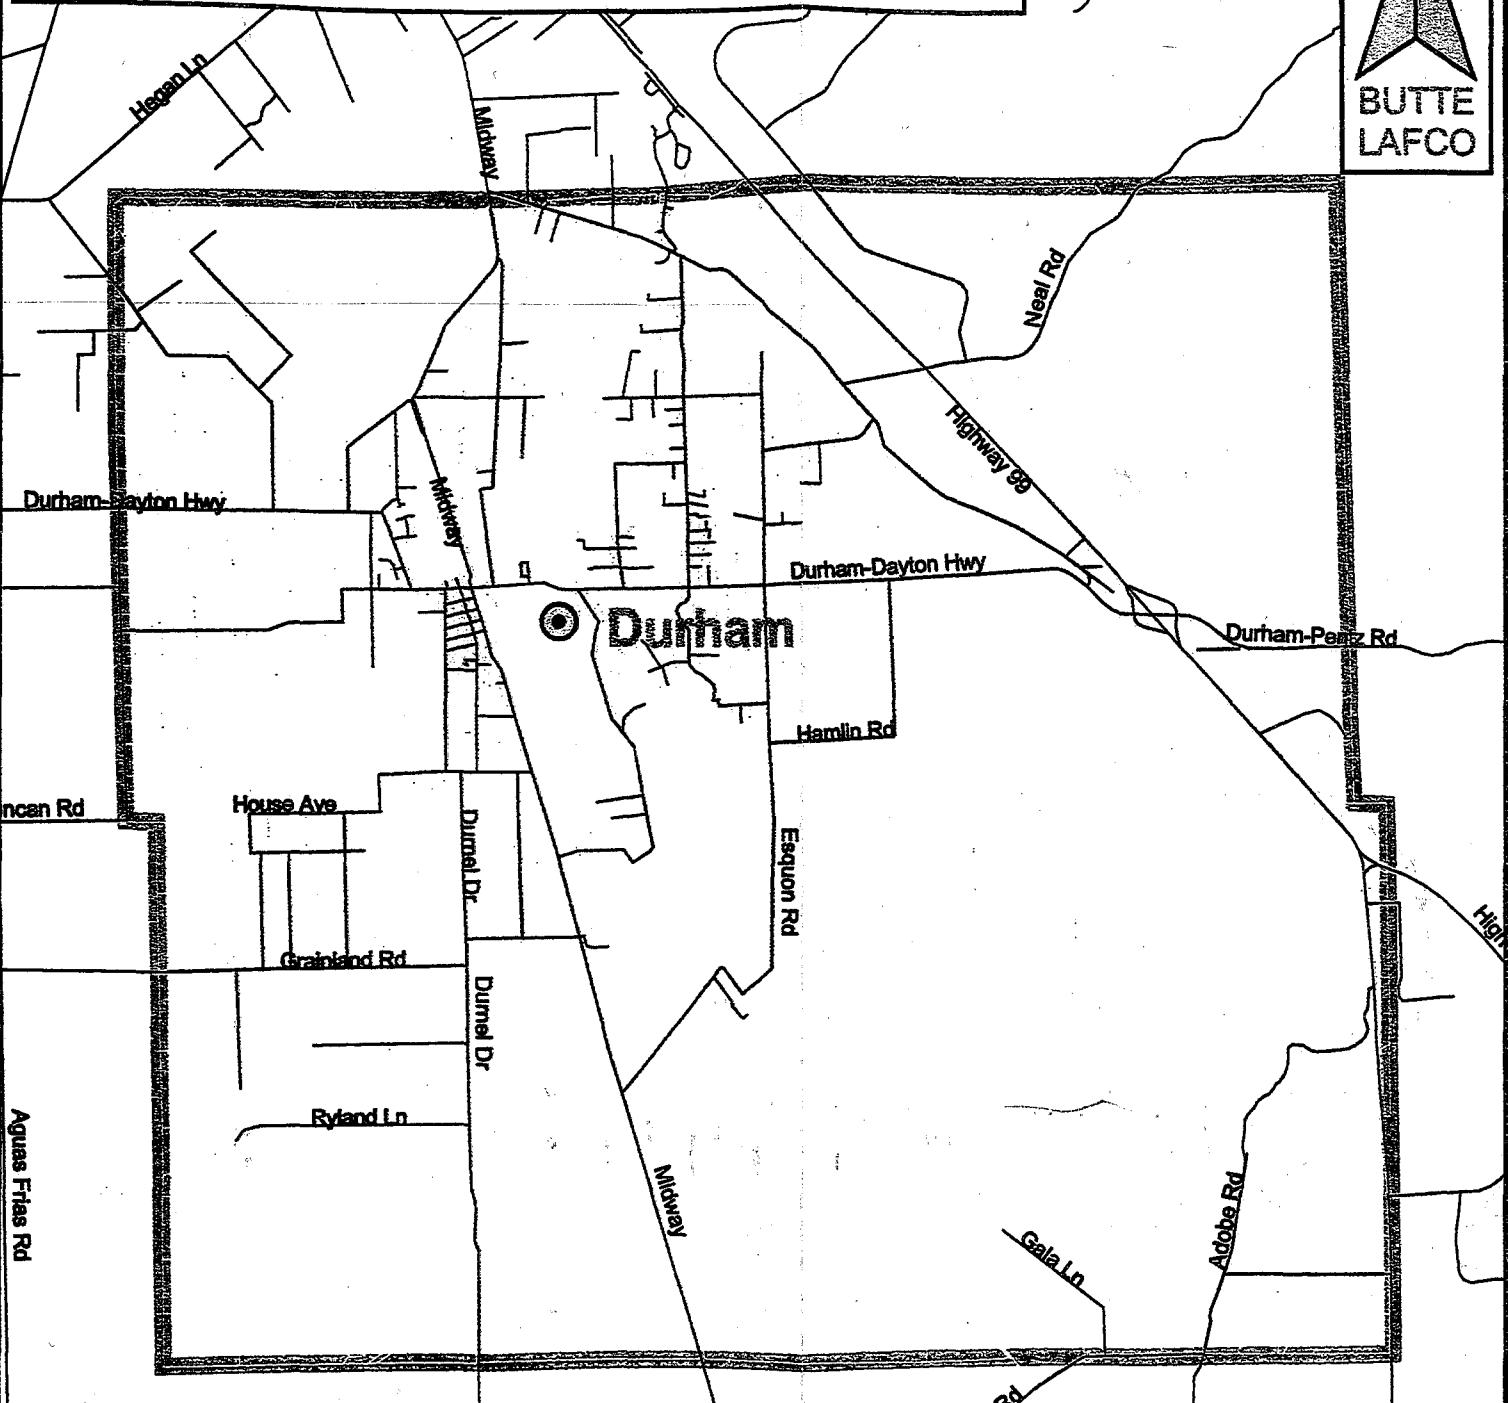 BUTTE
LAFCO
Hegan Ln
Midway
Neal Rd
Highway 99
Durham-Dayton Hwy
Midway
Durham-Dayton Hwy
Durham
Durham-Pentz Rd
Hamlin Rd
ncan Rd
House Ave
Durnel Dr
Esquon Rd
High
Grainland Rd
Durnel Dr
Ryland Ln
Aguas Frias Rd
Midway
Adobe Rd
Gala Ln
Rd